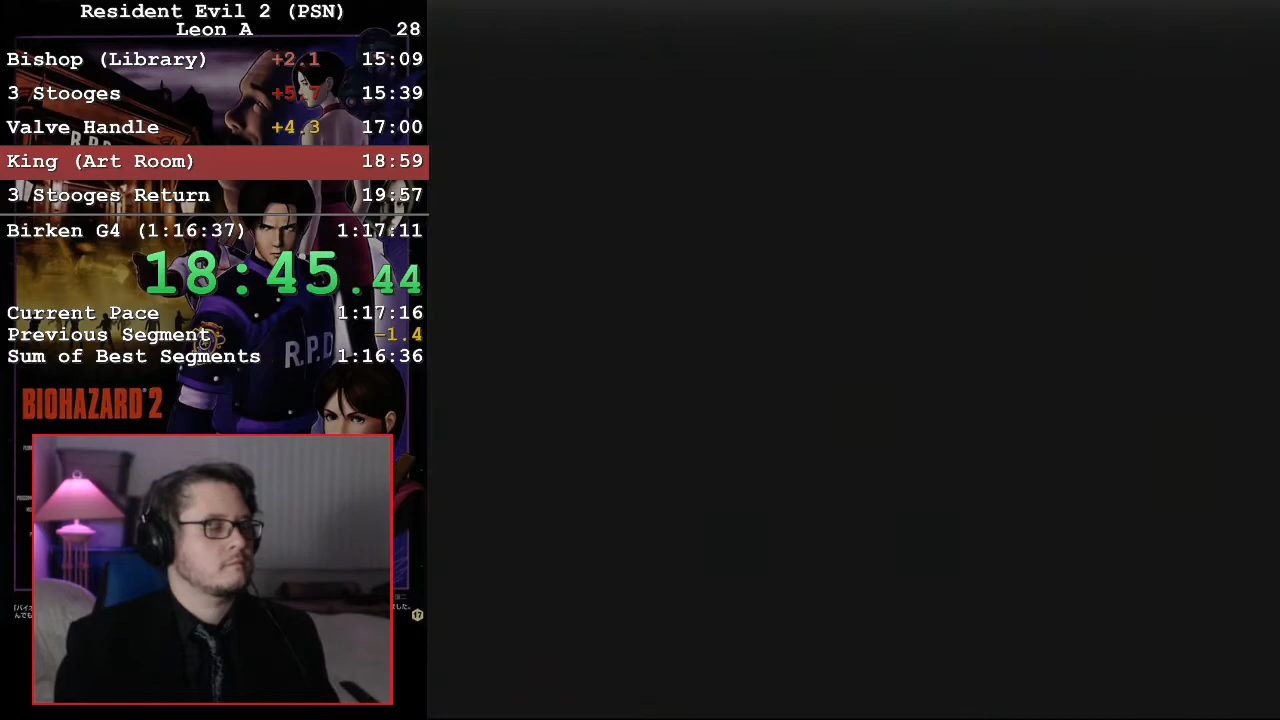 Resident Evil 2 (PSN)
Leon A 28
Bishop (Library) +2.1 15:09
3 Stooges +5.7 15:39
Valve Handle +4.3 17:00
King (Art Room) 18:59
3 Stooges Return 19:57
Birken G4 (1:16:37) 1:17:11
18:45.44
Current Pace 1:17:16
Previous Segment -1.4
Sum of Best Segments 1:16:36
R.P.D
BIOHAZARD 2
17